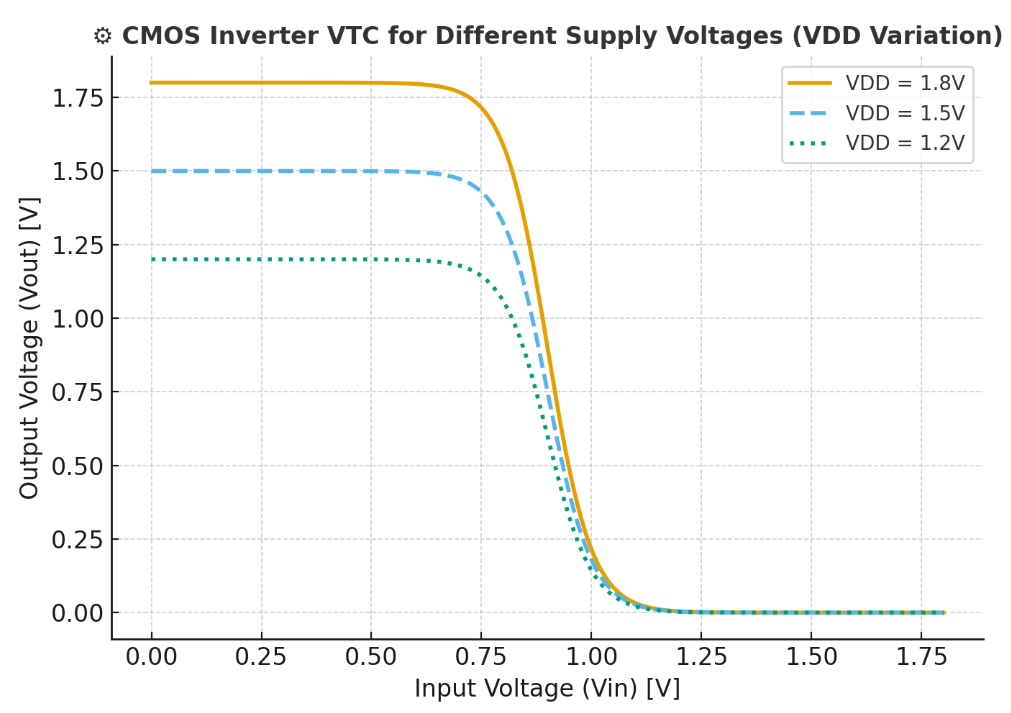 ⚙ CMOS Inverter VTC for Different Supply Voltages (VDD Variation)
VDD = 1.8V
VDD = 1.5V
VDD = 1.2V
Output Voltage (Vout) [V]
1.75
1.50
1.25
1.00
0.75
0.50
0.25
0.00
0.00 0.25 0.50 0.75 1.00 1.25 1.50 1.75
Input Voltage (Vin) [V]